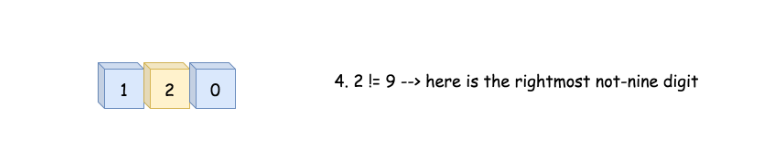 1 2 0
4. 2 != 9 --> here is the rightmost not-nine digit